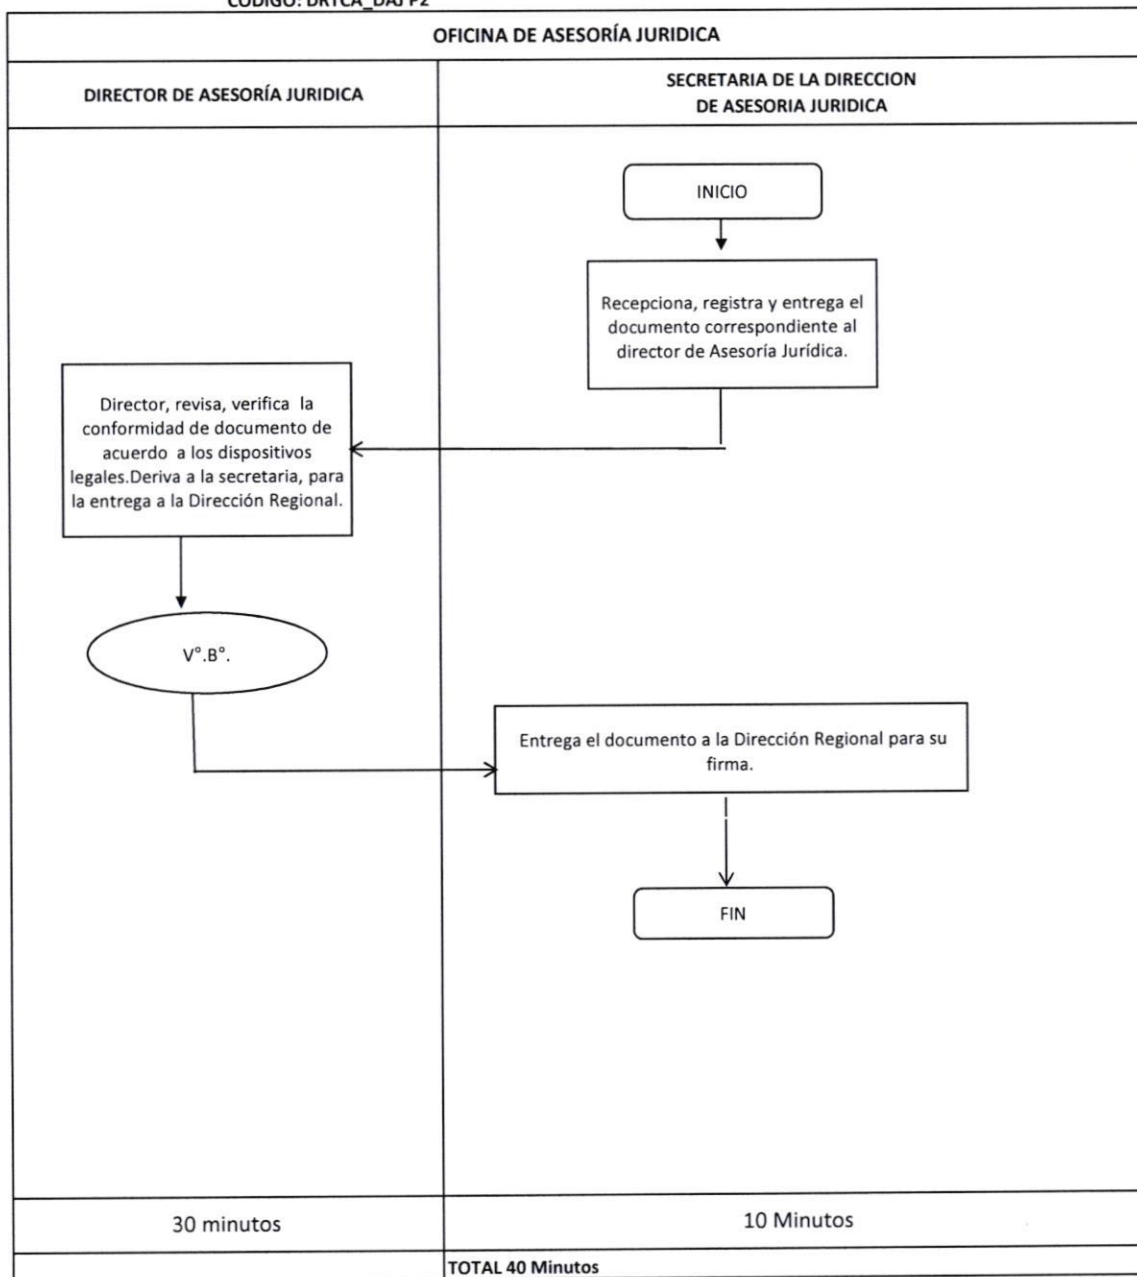 CODIGO: DRTCA_DAJ P2
OFICINA DE ASESORÍA JURIDICA
DIRECTOR DE ASESORÍA JURIDICA
SECRETARIA DE LA DIRECCION
DE ASESORIA JURIDICA
INICIO
Recepciona, registra y entrega el
documento correspondiente al
director de Asesoría Jurídica.
Director, revisa, verifica la
conformidad de documento de
acuerdo a los dispositivos
legales.Deriva a la secretaria, para
la entrega a la Dirección Regional.
V°.B°.
Entrega el documento a la Dirección Regional para su
firma.
FIN
30 minutos
10 Minutos
TOTAL 40 Minutos